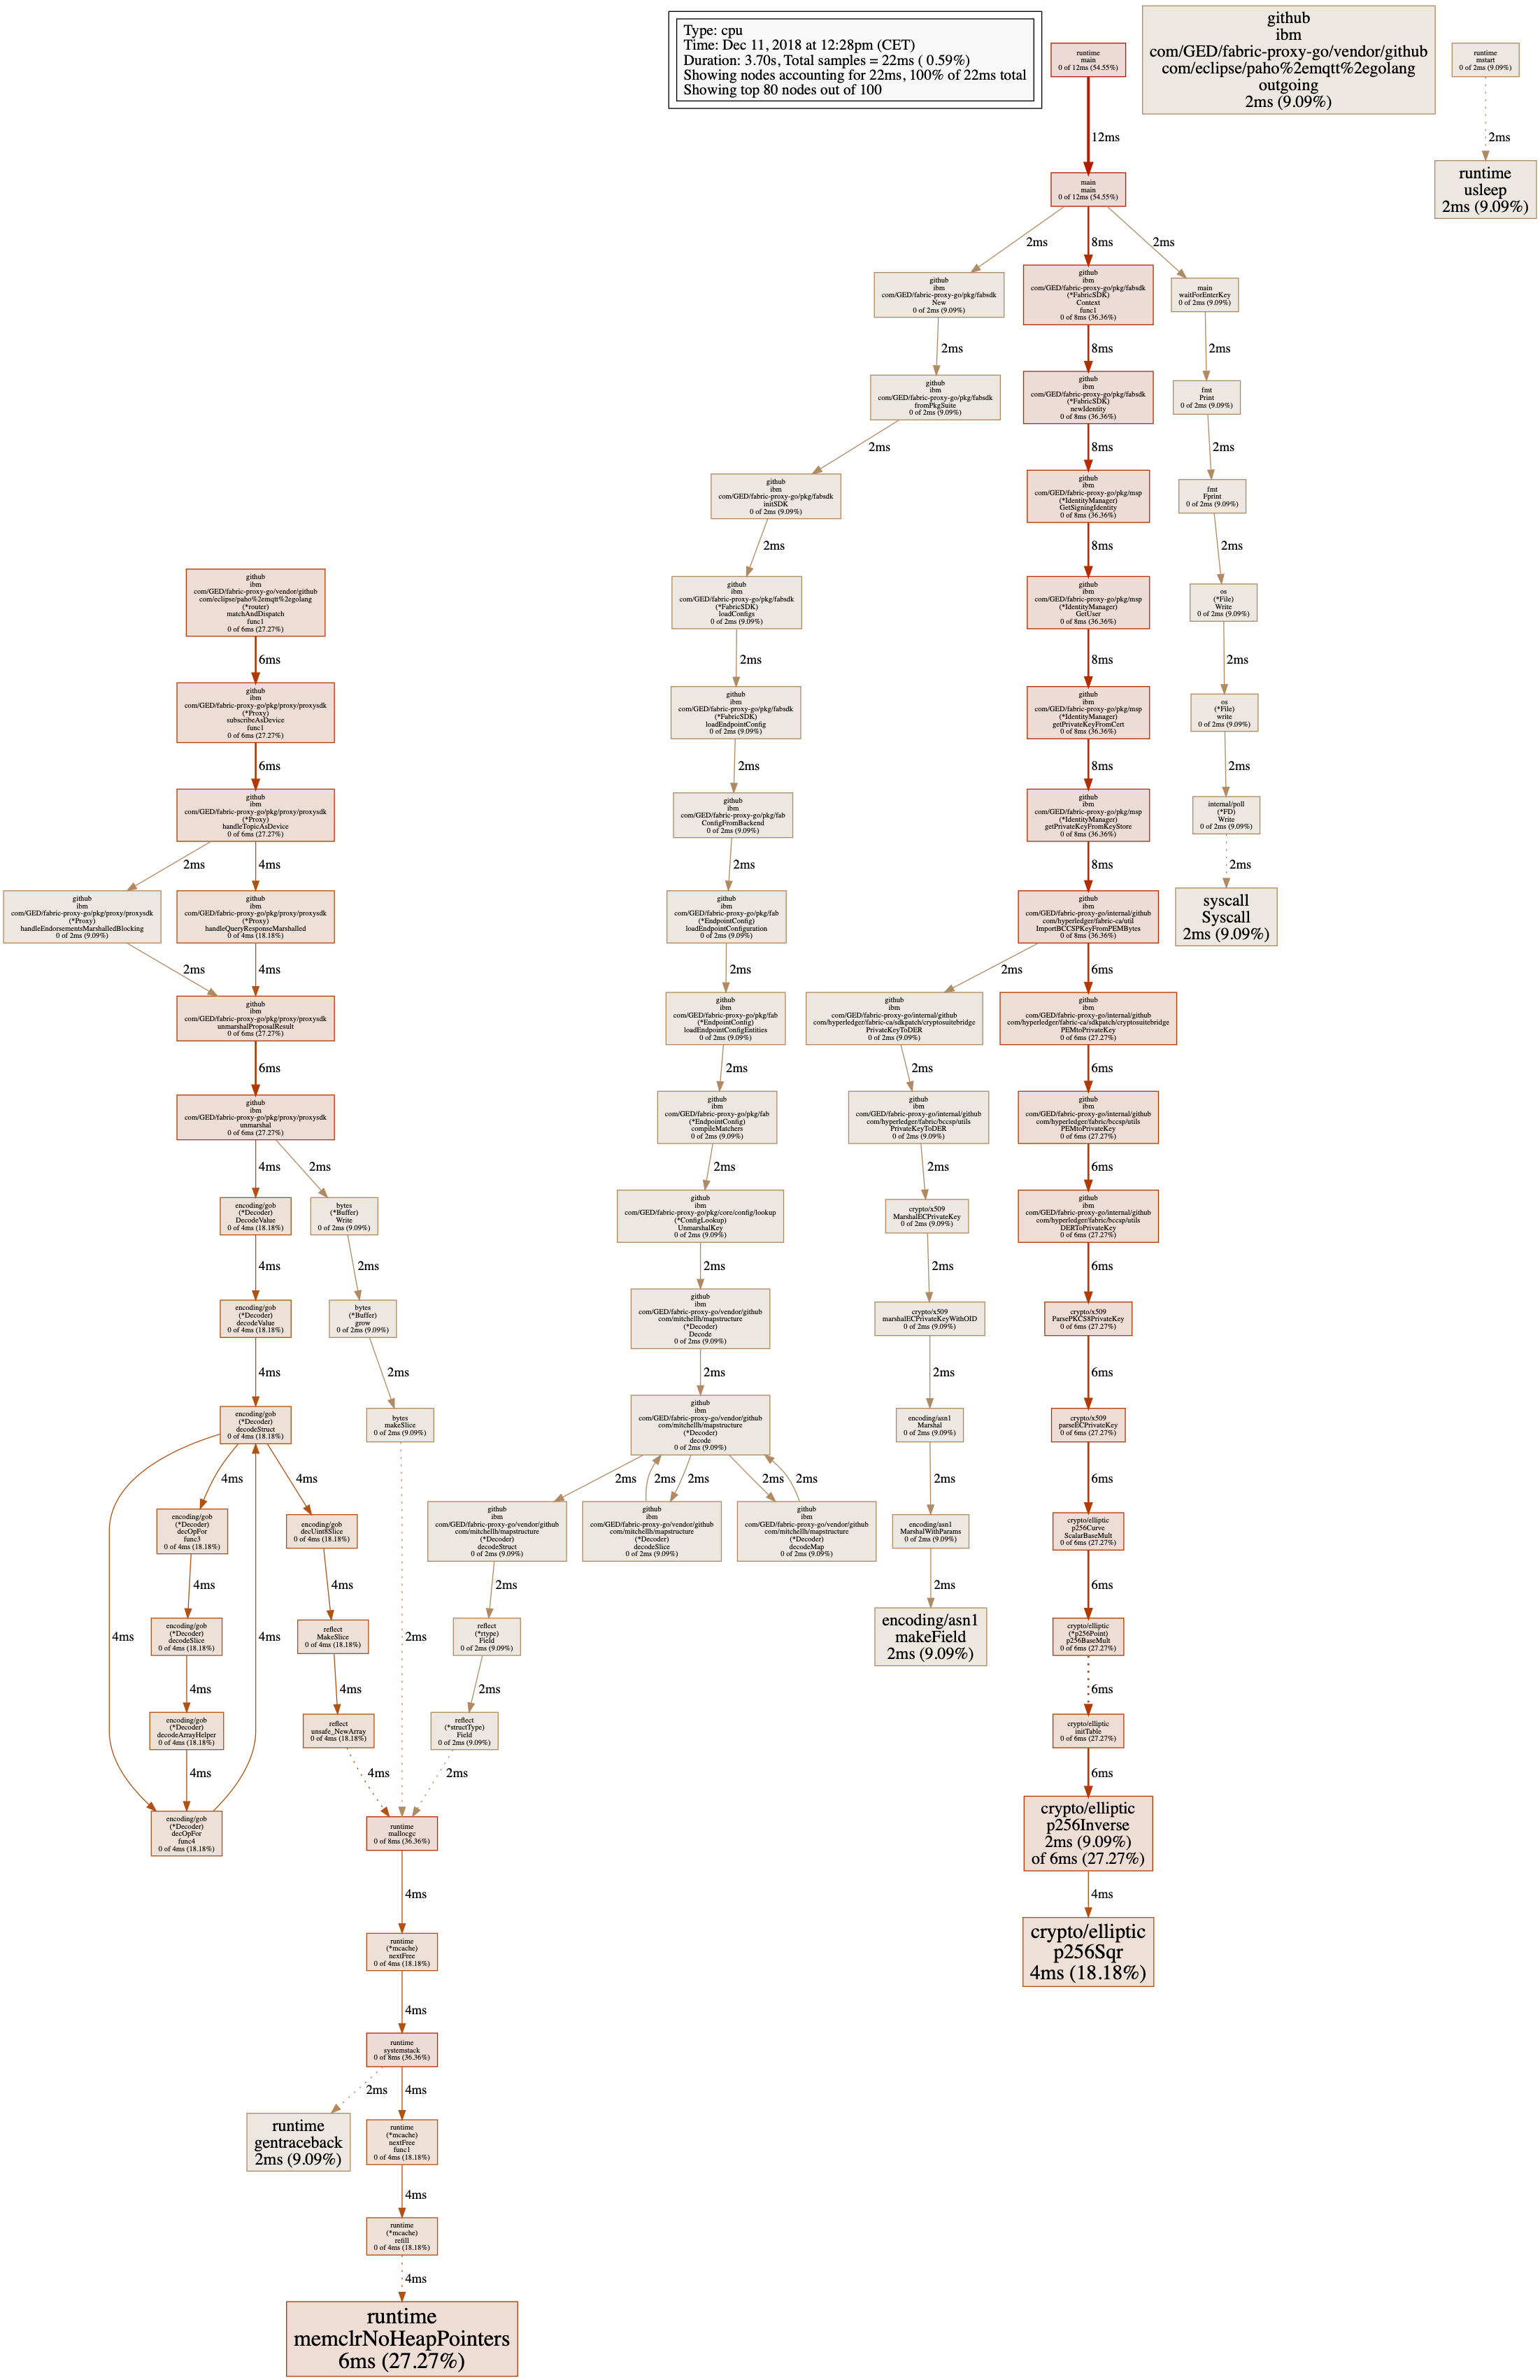 Type: cpu
Time: Dec 11, 2018 at 12:28pm (CET)
Duration: 3.70s, Total samples = 22ms ( 0.59%)
Showing nodes accounting for 22ms, 100% of 22ms total
Showing top 80 nodes out of 100
runtime
main
0 of 12ms (54.55%)
github
ibm
com/GED/fabric-proxy-go/vendor/github
com/eclipse/paho%2emqtt%2egolang
outgoing
2ms (9.09%)
runtime
mstart
0 of 2ms (9.09%)
12ms
2ms
runtime
usleep
2ms (9.09%)
main
main
0 of 12ms (54.55%)
2ms
8ms
2ms
github
ibm
com/GED/fabric-proxy-go/pkg/fabsdk
New
0 of 2ms (9.09%)
github
ibm
com/GED/fabric-proxy-go/pkg/fabsdk
(*FabricSDK)
Context
func1
0 of 8ms (36.36%)
main
waitForEnterKey
0 of 2ms (9.09%)
2ms
8ms
2ms
github
ibm
com/GED/fabric-proxy-go/pkg/fabsdk
fromPkgSuite
0 of 2ms (9.09%)
github
ibm
com/GED/fabric-proxy-go/pkg/fabsdk
(*FabricSDK)
newIdentity
0 of 8ms (36.36%)
fmt
Print
0 of 2ms (9.09%)
2ms
8ms
2ms
github
ibm
com/GED/fabric-proxy-go/pkg/fabsdk
initSDK
0 of 2ms (9.09%)
github
ibm
com/GED/fabric-proxy-go/pkg/msp
(*IdentityManager)
GetSigningIdentity
0 of 8ms (36.36%)
fmt
Fprint
0 of 2ms (9.09%)
2ms
8ms
2ms
github
ibm
com/GED/fabric-proxy-go/vendor/github
com/eclipse/paho%2emqtt%2egolang
(*router)
matchAndDispatch
func1
0 of 6ms (27.27%)
github
ibm
com/GED/fabric-proxy-go/pkg/fabsdk
(*FabricSDK)
loadConfigs
0 of 2ms (9.09%)
github
ibm
com/GED/fabric-proxy-go/pkg/msp
(*IdentityManager)
GetUser
0 of 8ms (36.36%)
os
(*File)
Write
0 of 2ms (9.09%)
6ms
2ms
8ms
2ms
github
ibm
com/GED/fabric-proxy-go/pkg/proxy/proxysdk
(*Proxy)
subscribeAsDevice
func1
0 of 6ms (27.27%)
github
ibm
com/GED/fabric-proxy-go/pkg/fabsdk
(*FabricSDK)
loadEndpointConfig
0 of 2ms (9.09%)
github
ibm
com/GED/fabric-proxy-go/pkg/msp
(*IdentityManager)
getPrivateKeyFromCert
0 of 8ms (36.36%)
os
(*File)
write
0 of 2ms (9.09%)
6ms
2ms
8ms
2ms
github
ibm
com/GED/fabric-proxy-go/pkg/proxy/proxysdk
(*Proxy)
handleTopicAsDevice
0 of 6ms (27.27%)
github
ibm
com/GED/fabric-proxy-go/pkg/fab
ConfigFromBackend
0 of 2ms (9.09%)
github
ibm
com/GED/fabric-proxy-go/pkg/msp
(*IdentityManager)
getPrivateKeyFromKeyStore
0 of 8ms (36.36%)
internal/poll
(*FD)
Write
0 of 2ms (9.09%)
2ms
4ms
2ms
8ms
2ms
github
ibm
com/GED/fabric-proxy-go/pkg/proxy/proxysdk
(*Proxy)
handleEndorsementsMarshalledBlocking
0 of 2ms (9.09%)
github
ibm
com/GED/fabric-proxy-go/pkg/proxy/proxysdk
(*Proxy)
handleQueryResponseMarshalled
0 of 4ms (18.18%)
github
ibm
com/GED/fabric-proxy-go/pkg/fab
(*EndpointConfig)
loadEndpointConfiguration
0 of 2ms (9.09%)
github
ibm
com/GED/fabric-proxy-go/internal/github
com/hyperledger/fabric-ca/util
ImportBCCSPKeyFromPEMBytes
0 of 8ms (36.36%)
syscall
Syscall
2ms (9.09%)
2ms
4ms
2ms
2ms
6ms
github
ibm
com/GED/fabric-proxy-go/pkg/proxy/proxysdk
unmarshalProposalResult
0 of 6ms (27.27%)
github
ibm
com/GED/fabric-proxy-go/pkg/fab
(*EndpointConfig)
loadEndpointConfigEntities
0 of 2ms (9.09%)
github
ibm
com/GED/fabric-proxy-go/internal/github
com/hyperledger/fabric-ca/sdkpatch/cryptosuitebridge
PrivateKeyToDER
0 of 2ms (9.09%)
github
ibm
com/GED/fabric-proxy-go/internal/github
com/hyperledger/fabric-ca/sdkpatch/cryptosuitebridge
PEMtoPrivateKey
0 of 6ms (27.27%)
6ms
2ms
2ms
6ms
github
ibm
com/GED/fabric-proxy-go/pkg/proxy/proxysdk
unmarshal
0 of 6ms (27.27%)
github
ibm
com/GED/fabric-proxy-go/pkg/fab
(*EndpointConfig)
compileMatchers
0 of 2ms (9.09%)
github
ibm
com/GED/fabric-proxy-go/internal/github
com/hyperledger/fabric/bccsp/utils
PrivateKeyToDER
0 of 2ms (9.09%)
github
ibm
com/GED/fabric-proxy-go/internal/github
com/hyperledger/fabric/bccsp/utils
PEMtoPrivateKey
0 of 6ms (27.27%)
4ms
2ms
2ms
2ms
6ms
encoding/gob
(*Decoder)
DecodeValue
0 of 4ms (18.18%)
bytes
(*Buffer)
Write
0 of 2ms (9.09%)
github
ibm
com/GED/fabric-proxy-go/pkg/core/config/lookup
(*ConfigLookup)
UnmarshalKey
0 of 2ms (9.09%)
crypto/x509
MarshalECPrivateKey
0 of 2ms (9.09%)
github
ibm
com/GED/fabric-proxy-go/internal/github
com/hyperledger/fabric/bccsp/utils
DERToPrivateKey
0 of 6ms (27.27%)
4ms
2ms
2ms
2ms
6ms
encoding/gob
(*Decoder)
decodeValue
0 of 4ms (18.18%)
bytes
(*Buffer)
grow
0 of 2ms (9.09%)
github
ibm
com/GED/fabric-proxy-go/vendor/github
com/mitchellh/mapstructure
(*Decoder)
Decode
0 of 2ms (9.09%)
crypto/x509
marshalECPrivateKeyWithOID
0 of 2ms (9.09%)
crypto/x509
ParsePKCS8PrivateKey
0 of 6ms (27.27%)
4ms
2ms
2ms
2ms
6ms
encoding/gob
(*Decoder)
decodeStruct
0 of 4ms (18.18%)
bytes
makeSlice
0 of 2ms (9.09%)
github
ibm
com/GED/fabric-proxy-go/vendor/github
com/mitchellh/mapstructure
(*Decoder)
decode
0 of 2ms (9.09%)
encoding/asn1
Marshal
0 of 2ms (9.09%)
crypto/x509
parseECPrivateKey
0 of 6ms (27.27%)
4ms
4ms
2ms
2ms
2ms
2ms
2ms
2ms
6ms
encoding/gob
(*Decoder)
decOpFor
func3
0 of 4ms (18.18%)
encoding/gob
decUint8Slice
0 of 4ms (18.18%)
github
ibm
com/GED/fabric-proxy-go/vendor/github
com/mitchellh/mapstructure
(*Decoder)
decodeStruct
0 of 2ms (9.09%)
github
ibm
com/GED/fabric-proxy-go/vendor/github
com/mitchellh/mapstructure
(*Decoder)
decodeSlice
0 of 2ms (9.09%)
github
ibm
com/GED/fabric-proxy-go/vendor/github
com/mitchellh/mapstructure
(*Decoder)
decodeMap
0 of 2ms (9.09%)
encoding/asn1
MarshalWithParams
0 of 2ms (9.09%)
crypto/elliptic
p256Curve
ScalarBaseMult
0 of 6ms (27.27%)
4ms
4ms
2ms
2ms
6ms
4ms
encoding/gob
(*Decoder)
decodeSlice
0 of 4ms (18.18%)
4ms
reflect
MakeSlice
0 of 4ms (18.18%)
2ms
reflect
(*rtype)
Field
0 of 2ms (9.09%)
encoding/asn1
makeField
2ms (9.09%)
crypto/elliptic
(*p256Point)
p256BaseMult
0 of 6ms (27.27%)
4ms
4ms
2ms
6ms
encoding/gob
(*Decoder)
decodeArrayHelper
0 of 4ms (18.18%)
reflect
unsafe_NewArray
0 of 4ms (18.18%)
reflect
(*structType)
Field
0 of 2ms (9.09%)
crypto/elliptic
initTable
0 of 6ms (27.27%)
4ms
4ms
2ms
6ms
encoding/gob
(*Decoder)
decOpFor
func4
0 of 4ms (18.18%)
runtime
mallocgc
0 of 8ms (36.36%)
crypto/elliptic
p256Inverse
2ms (9.09%)
of 6ms (27.27%)
4ms
4ms
runtime
(*mcache)
nextFree
0 of 4ms (18.18%)
crypto/elliptic
p256Sqr
4ms (18.18%)
4ms
runtime
systemstack
0 of 8ms (36.36%)
2ms
4ms
runtime
gentraceback
2ms (9.09%)
runtime
(*mcache)
nextFree
func1
0 of 4ms (18.18%)
4ms
runtime
(*mcache)
refill
0 of 4ms (18.18%)
4ms
runtime
memclrNoHeapPointers
6ms (27.27%)